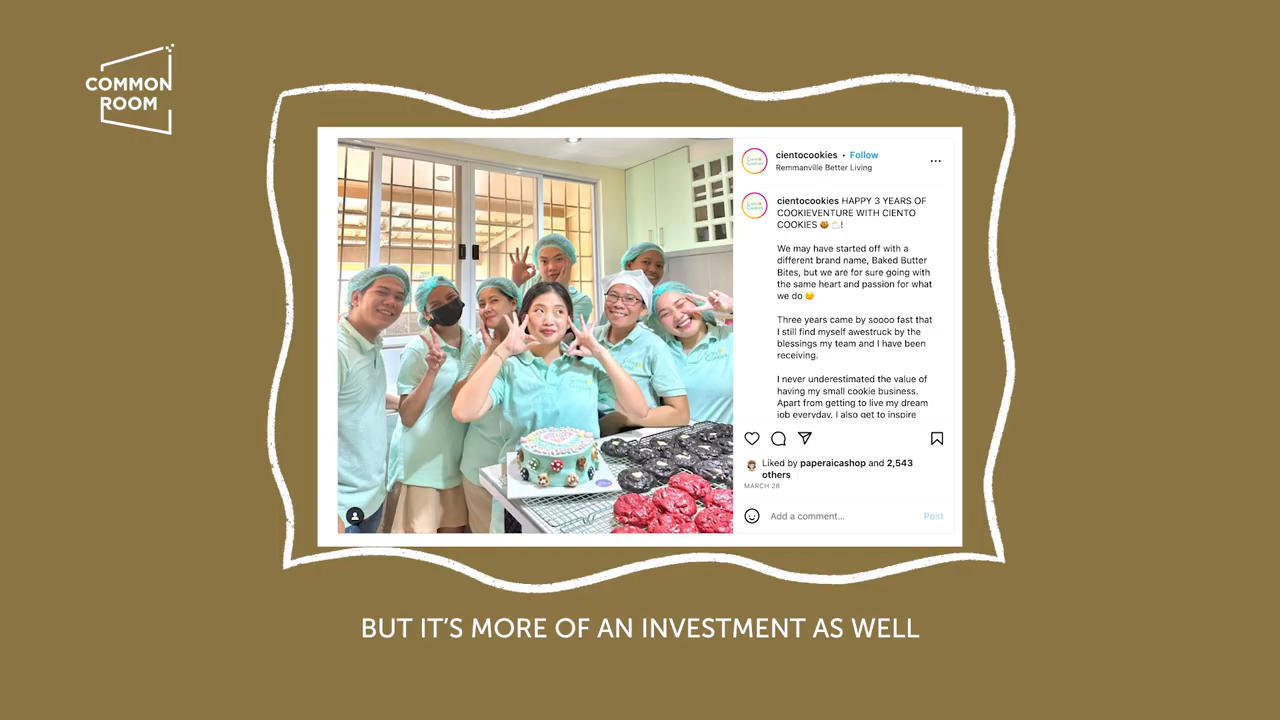 COMMON
ROOM
cientocookies • Follow
Remmanville Better Living
cientocookies HAPPY 3 YEARS OF
COOKIEVENTURE WITH CIENTO
COOKIES 🍪 !
We may have started off with a
different brand name, Baked Butter
Bites, but we are for sure going with
the same heart and passion for what
we do 😏
Three years came by soooo fast that
I still find myself awestruck by the
blessings my team and I have been
receiving.
I never underestimated the value of
having my small cookie business.
Apart from getting to live my dream
job everyday, I also get to inspire
Liked by paperaicashop and 2,543
others
MARCH 28
Add a comment...
Post
BUT IT'S MORE OF AN INVESTMENT AS WELL